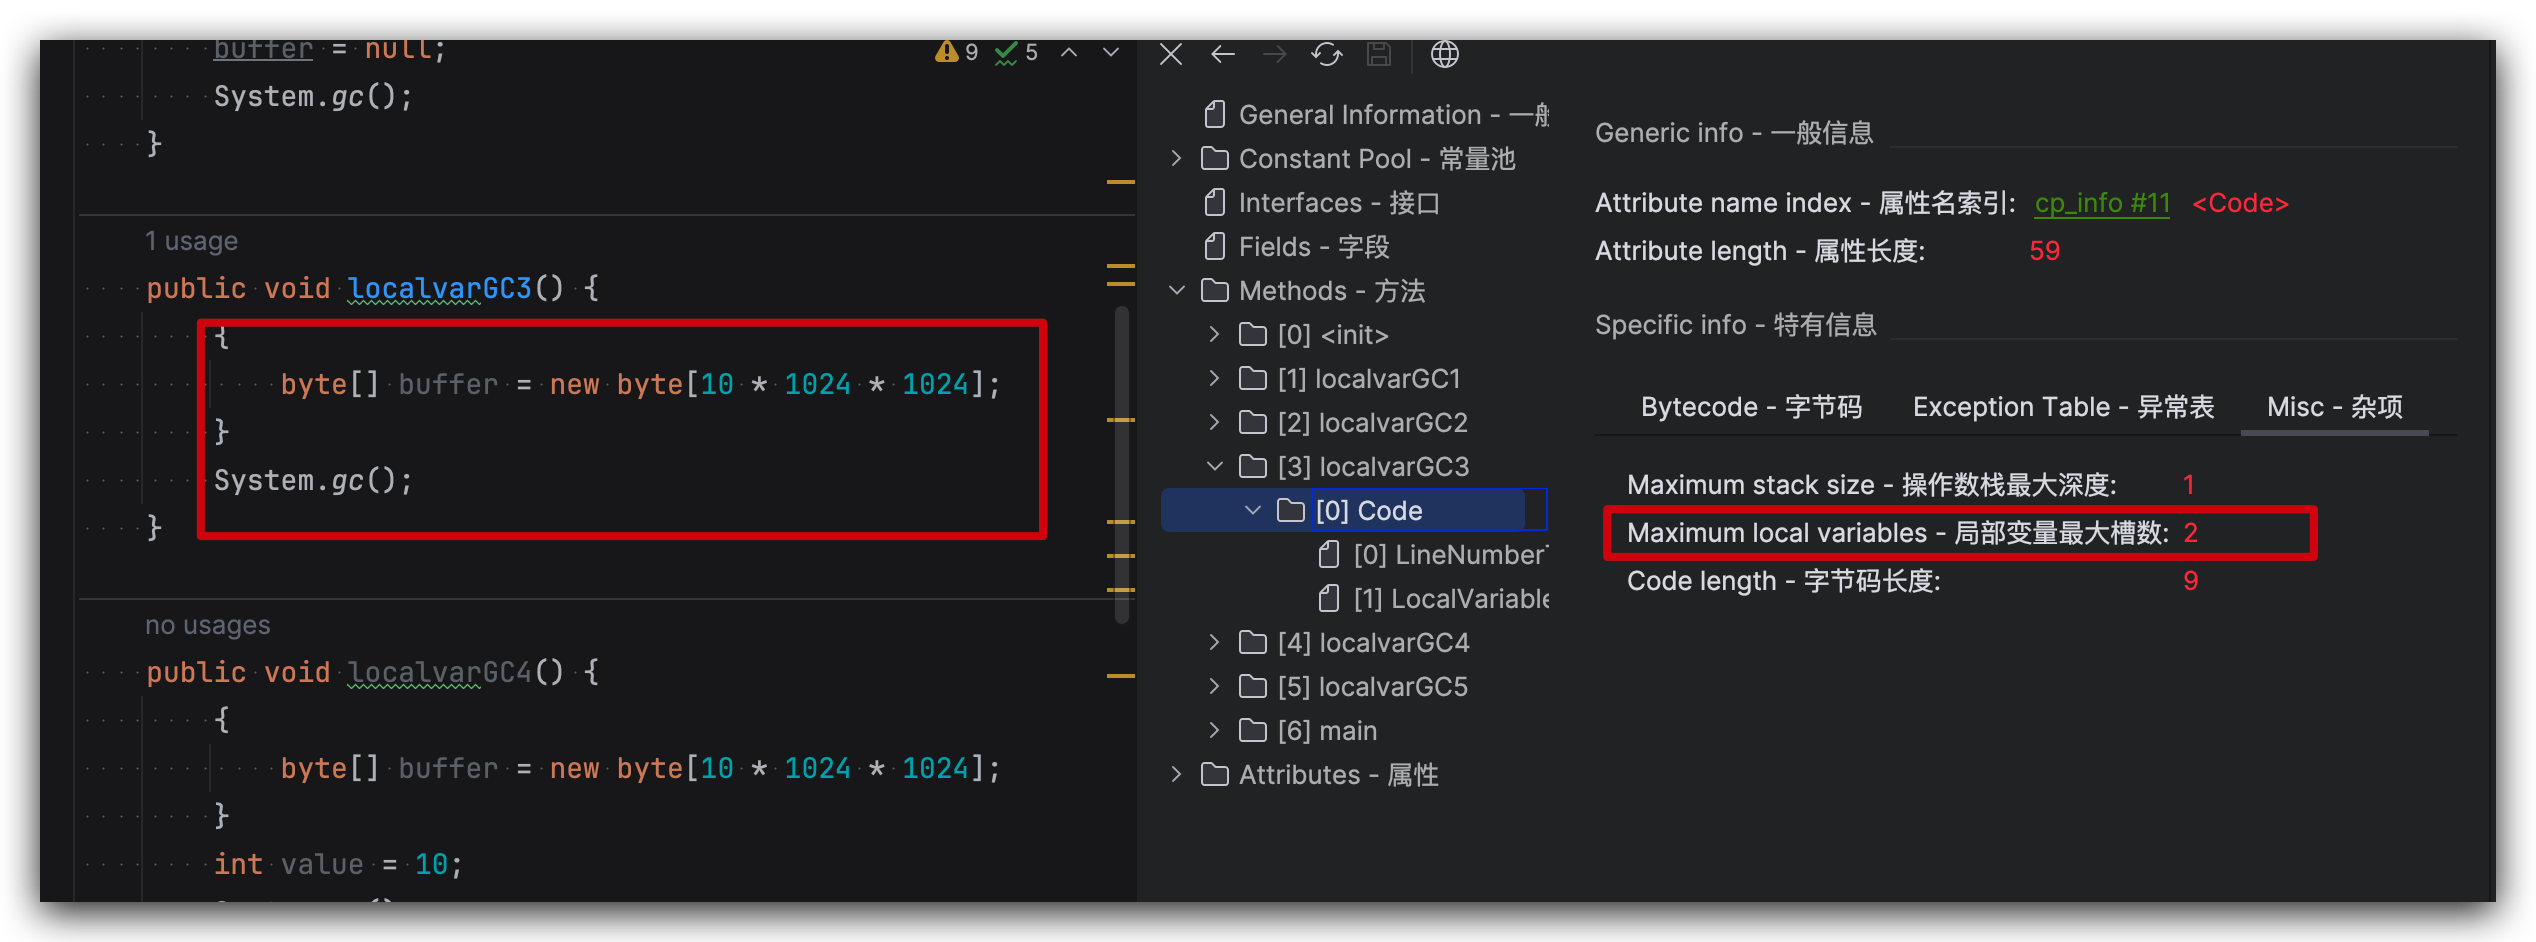 buffer = null;
System.gc();
}
1 usage
public void localvarGC3() {
{
byte[] buffer = new byte[10 * 1024 * 1024];
}
System.gc();
}
no usages
public void localvarGC4() {
{
byte[] buffer = new byte[10 * 1024 * 1024];
}
int value = 10;
9 5
General Information - 一般
Constant Pool - 常量池
Interfaces - 接口
Fields - 字段
Methods - 方法
[0] <init>
[1] localvarGC1
[2] localvarGC2
[3] localvarGC3
[0] Code
[0] LineNumber
[1] LocalVariable
[4] localvarGC4
[5] localvarGC5
[6] main
Attributes - 属性
Generic info - 一般信息
Attribute name index - 属性名索引: cp_info #11 <Code>
Attribute length - 属性长度: 59
Specific info - 特有信息
Bytecode - 字节码 Exception Table - 异常表 Misc - 杂项
Maximum stack size - 操作数栈最大深度: 1
Maximum local variables - 局部变量最大槽数: 2
Code length - 字节码长度: 9